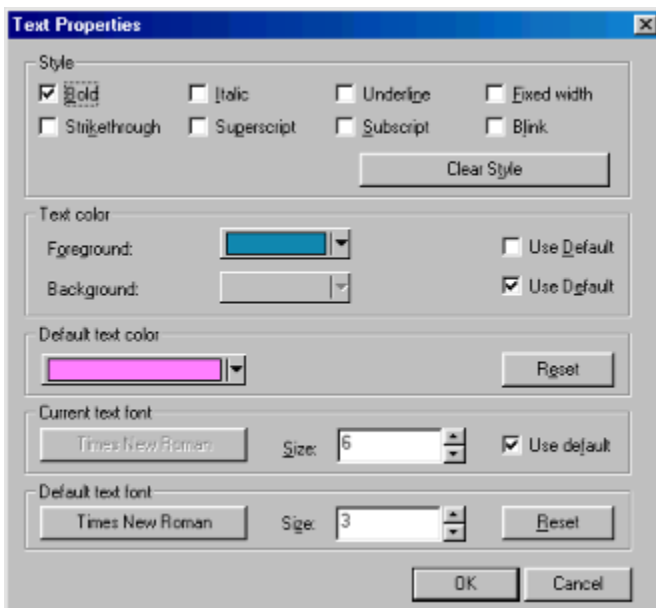 Text Properties
Style
Bold Italic Underline Fixed width
Strikethrough Superscript Subscript Blink
Clear Style
Text color
Foreground: Use Default
Background: Use Default
Default text color
Reset
Current text font
Times New Roman Size: 6 Use default
Default text font
Times New Roman Size: 3 Reset
OK Cancel